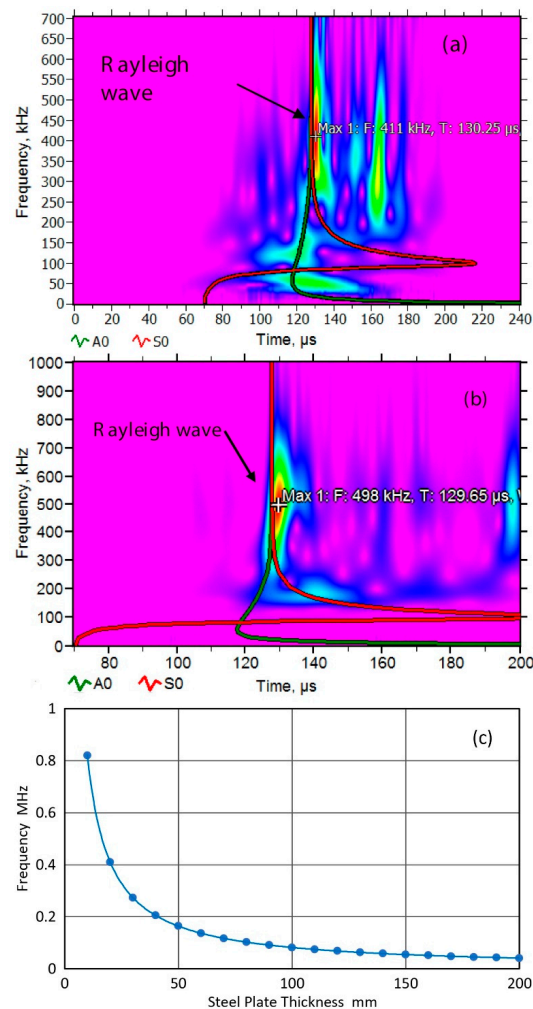 700
650
600
550
500
450
400
350
300
250
200
150
100
50
0
Frequency, kHz
(a)
Rayleigh
wave
Max 1: F: 411 kHz, T: 130.25 µs,
0 20 40 60 80 100 120 140 160 180 200 220 240
A0 S0 Time, µs
1000
900
800
700
600
500
400
300
200
100
0
Frequency, kHz
(b)
Rayleigh wave
Max 1: F: 498 kHz, T: 129.65 µs,
80 100 120 140 160 180 200
A0 S0 Time, µs
1
0.8
0.6
0.4
0.2
0
Frequency MHz
(c)
0 50 100 150 200
Steel Plate Thickness mm